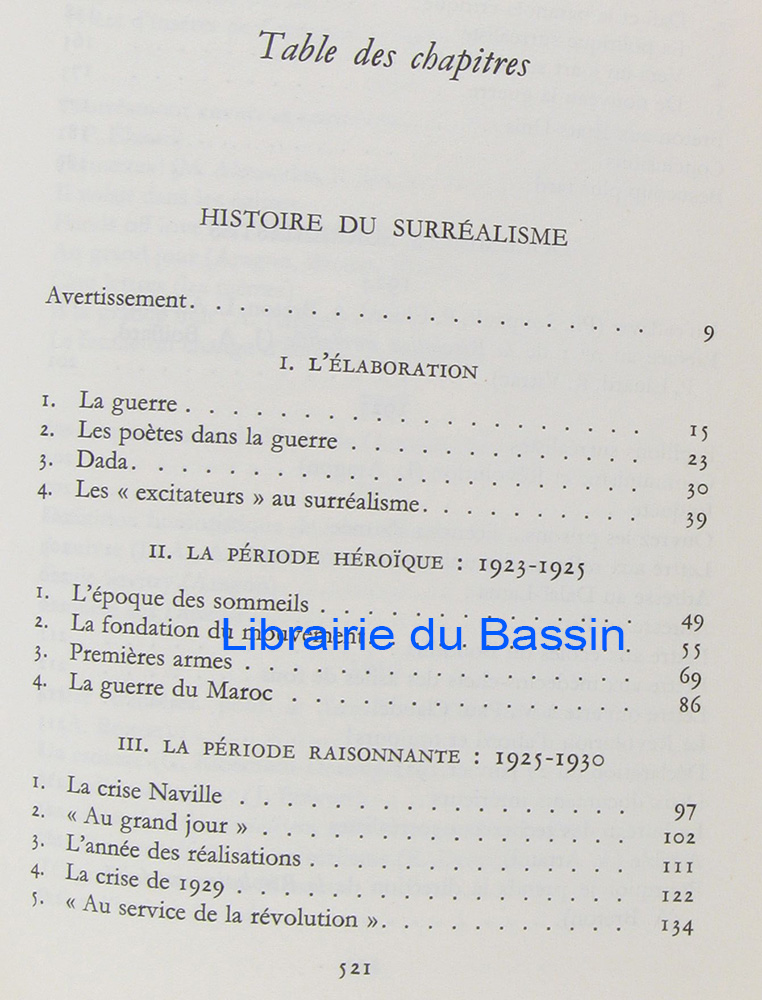 Table des chapitres
HISTOIRE DU SURRÉALISME
Avertissement. . . . . . . . . . . . . . . . . . 9
I. L'ÉLABORATION
1. La guerre . . . . . . . . . . . . . . . . . . 15
2. Les poètes dans la guerre . . . . . . . . . . . . 23
3. Dada. . . . . . . . . . . . . . . . . . . . 30
4. Les « excitateurs » au surréalisme. . . . . . . . . 39
II. LA PÉRIODE HÉROÏQUE : 1923-1925
1. L'époque des sommeils . . . . . . . . . . . . . 49
2. La fondation du mouvement . . . . . . . . . . . 55
Librairie du Bassin
3. Premières armes . . . . . . . . . . . . . . . . 69
4. La guerre du Maroc . . . . . . . . . . . . . . 86
III. LA PÉRIODE RAISONNANTE : 1925-1930
1. La crise Naville . . . . . . . . . . . . . . . . 97
2. « Au grand jour » . . . . . . . . . . . . . . . 102
3. L'année des réalisations . . . . . . . . . . . . . 111
4. La crise de 1929 . . . . . . . . . . . . . . . . 122
5. « Au service de la révolution ». . . . . . . . . . 134
521